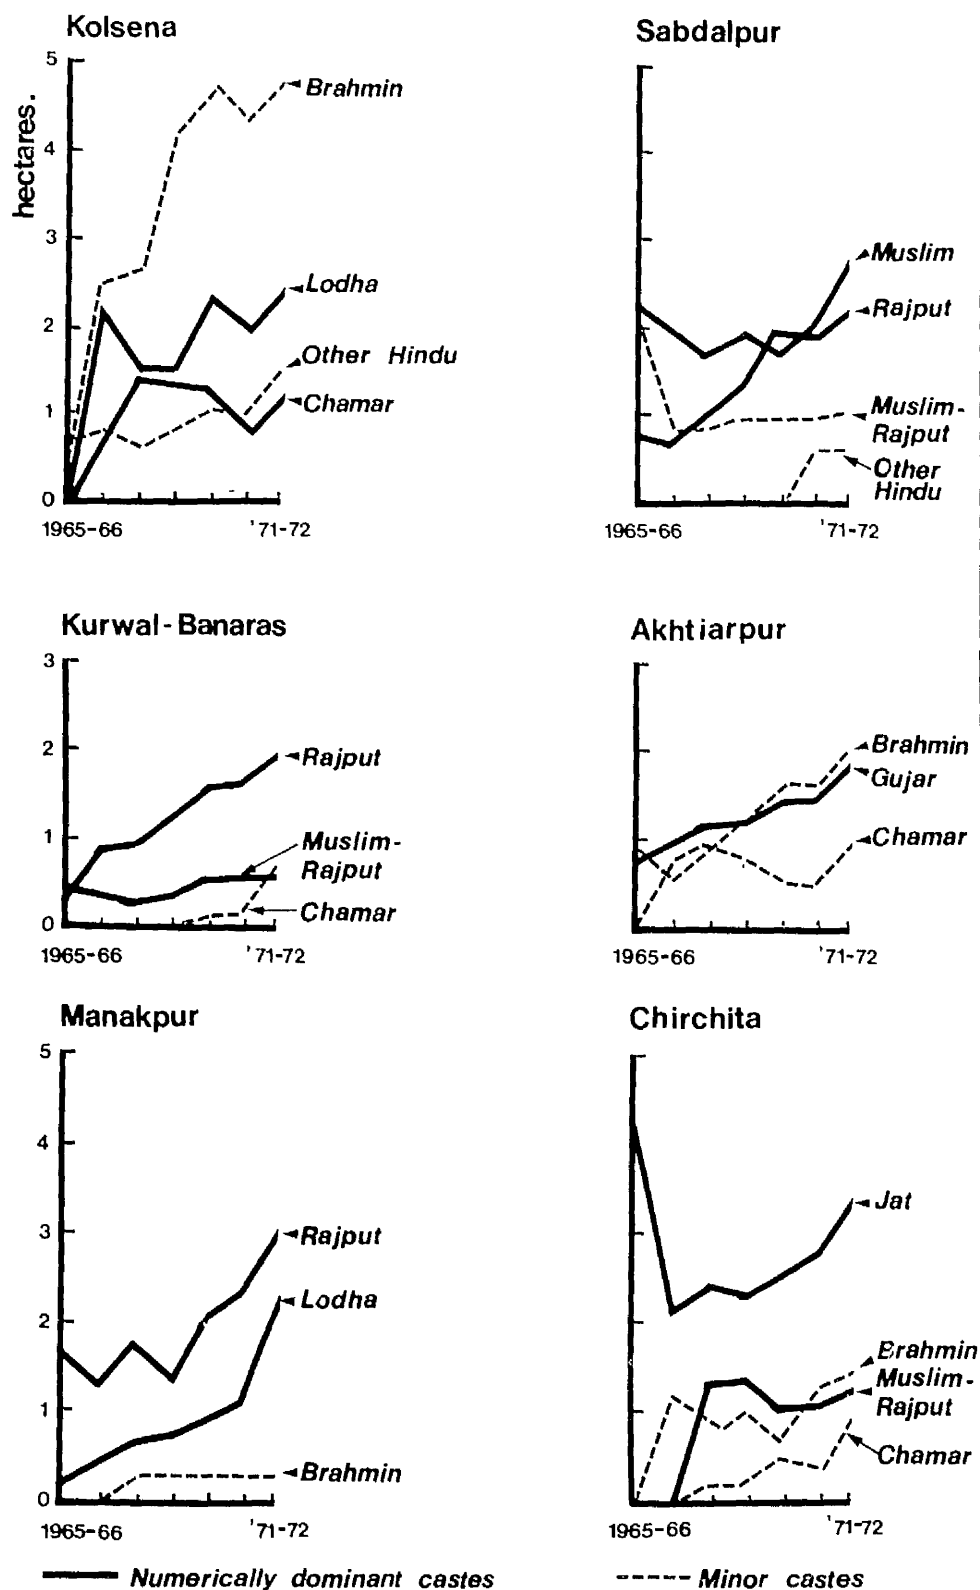 Kolsena
5
4
3
2
1
0
hectares.
Brahmin
Lodha
Other Hindu
Chamar
1965-66 '71-72
Sabdalpur
Muslim
Rajput
Muslim-
Rajput
Other
Hindu
1965-66 '71-72
Kurwal-Banaras
3
2
1
0
Rajput
Muslim-
Rajput
Chamar
1965-66 '71-72
Akhtiarpur
Brahmin
Gujar
Chamar
1965-66 '71-72
Manakpur
5
4
3
2
1
0
Rajput
Lodha
Brahmin
1965-66 '71-72
Chirchita
Jat
Brahmin
Muslim-
Rajput
Chamar
1965-66 '71-72
Numerically dominant castes
Minor castes